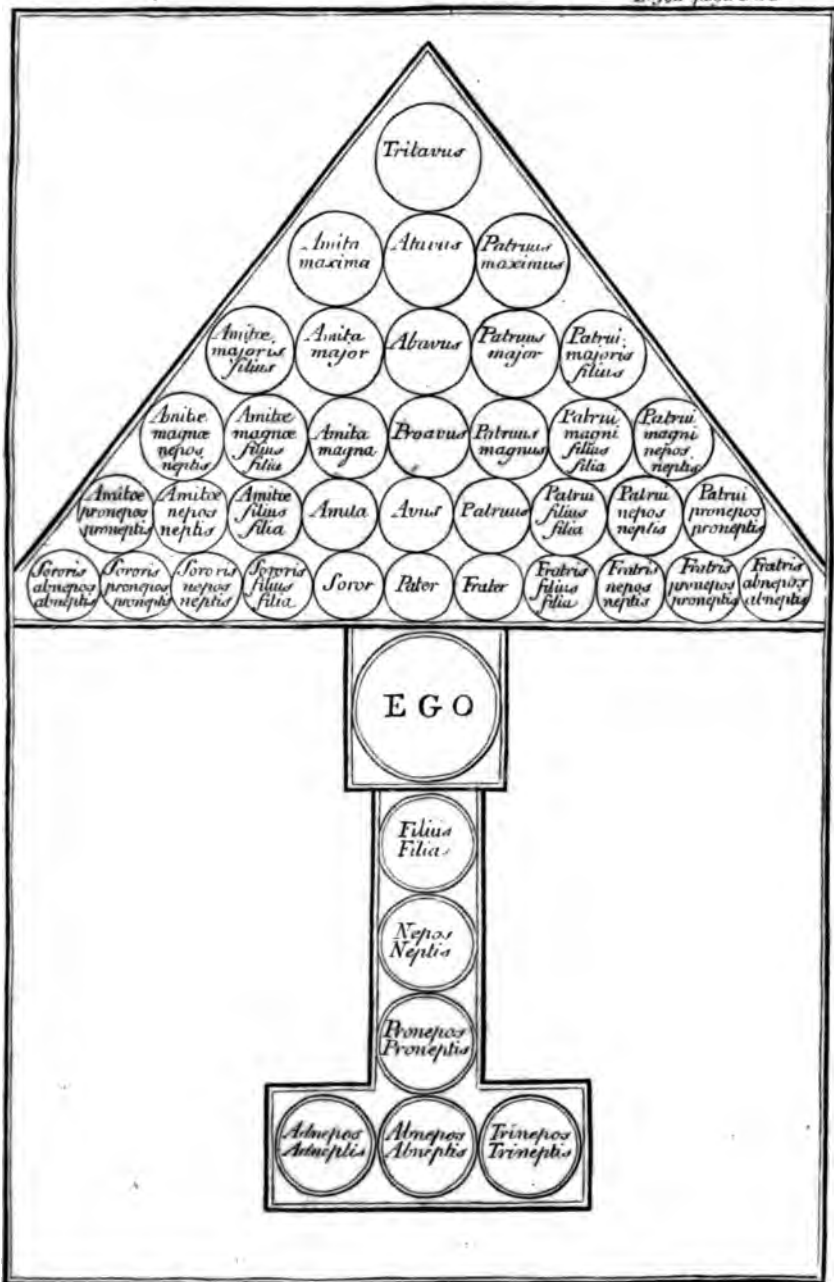 Tritavus
Amita
maxima
Atavus
Patruus
maximus
Amitæ
majoris
filius
Amita
major
Abavus
Patruus
major
Patrui
majoris
filius
Amitæ
magnæ
nepos
neptis
Amitæ
magnæ
filius
filia
Amita
magna
Proavus
Patruus
magnus
Patrui
magni
filius
filia
Patrui
magni
nepos
neptis
Amitæ
pronepos
proneptis
Amitæ
nepos
neptis
Amitæ
filius
filia
Amita
Avus
Patruus
Patrui
filius
filia
Patrui
nepos
neptis
Patrui
pronepos
proneptis
Sororis
abnepos
abneptis
Sororis
pronepos
proneptis
Sororis
nepos
neptis
Sororis
filius
filia
Soror
Pater
Frater
Fratris
filius
filia
Fratris
nepos
neptis
Fratris
pronepos
proneptis
Fratris
abnepos
abneptis
EGO
Filius
Filia
Nepos
Neptis
Pronepos
Proneptis
Adnepos
Adneptis
Abnepos
Abneptis
Trinepos
Trineptis